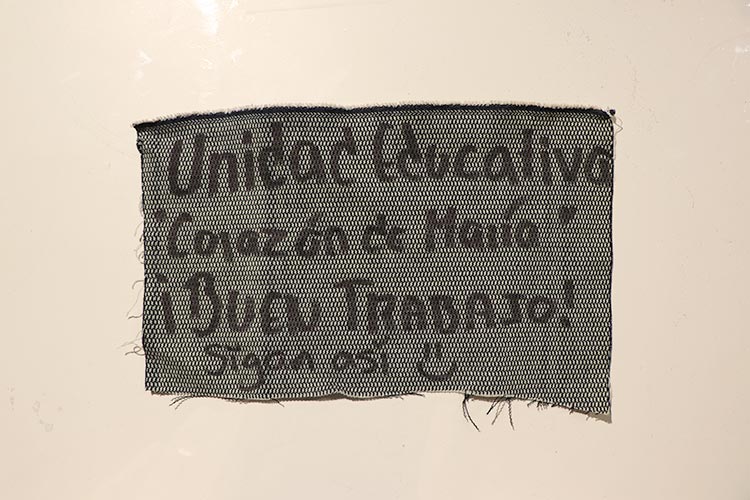 Unidad Educativa
"Corazón de María"
¡BUEN TRABAJO!
Sigan así :)